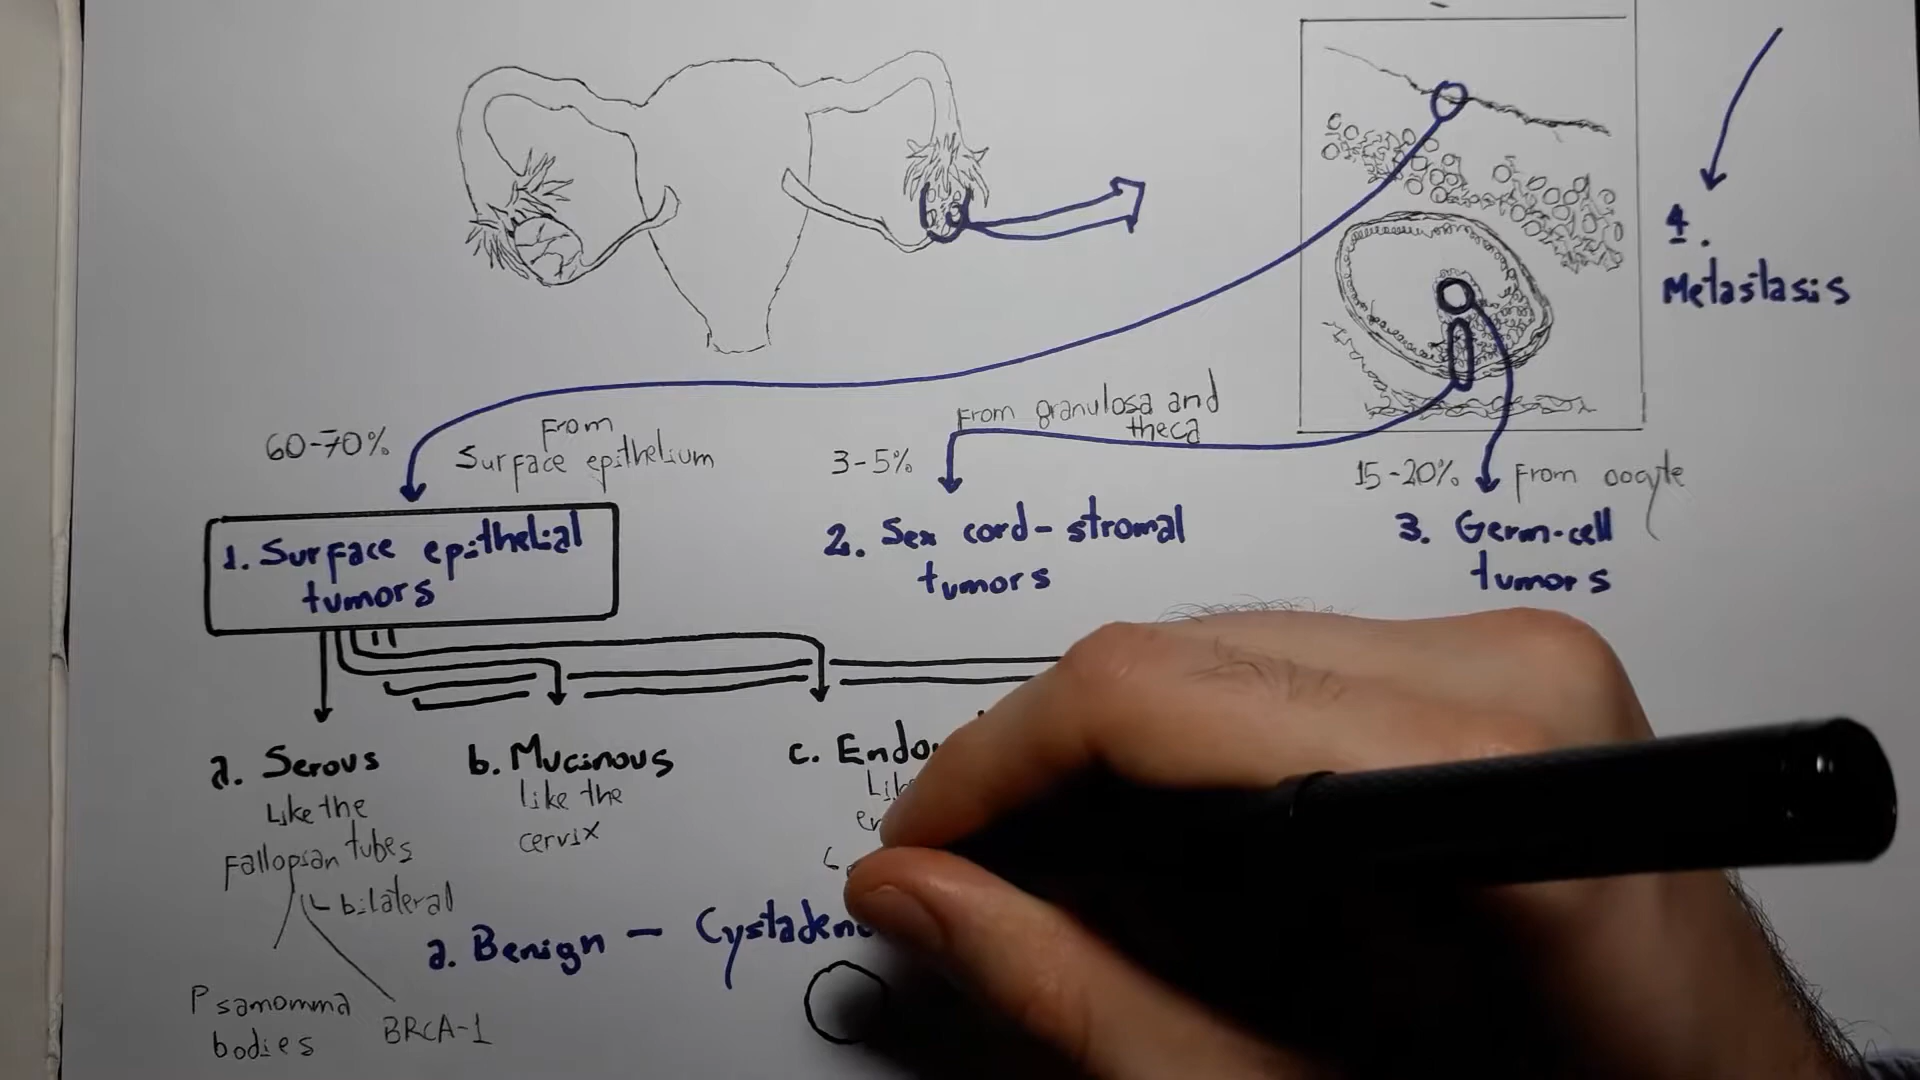 4.
Metastasis
60-70%
From
Surface epithelium
3-5%
From granulosa and
theca
15-20%
From oocyte
1. Surface epithelial
tumors
2. Sex cord-stromal
tumors
3. Germ-cell
tumors
a. Serous
Like the
Fallopian tubes
bilateral
Psamomma
bodies
BRCA-1
b. Mucinous
like the
cervix
c.
a. Benign -